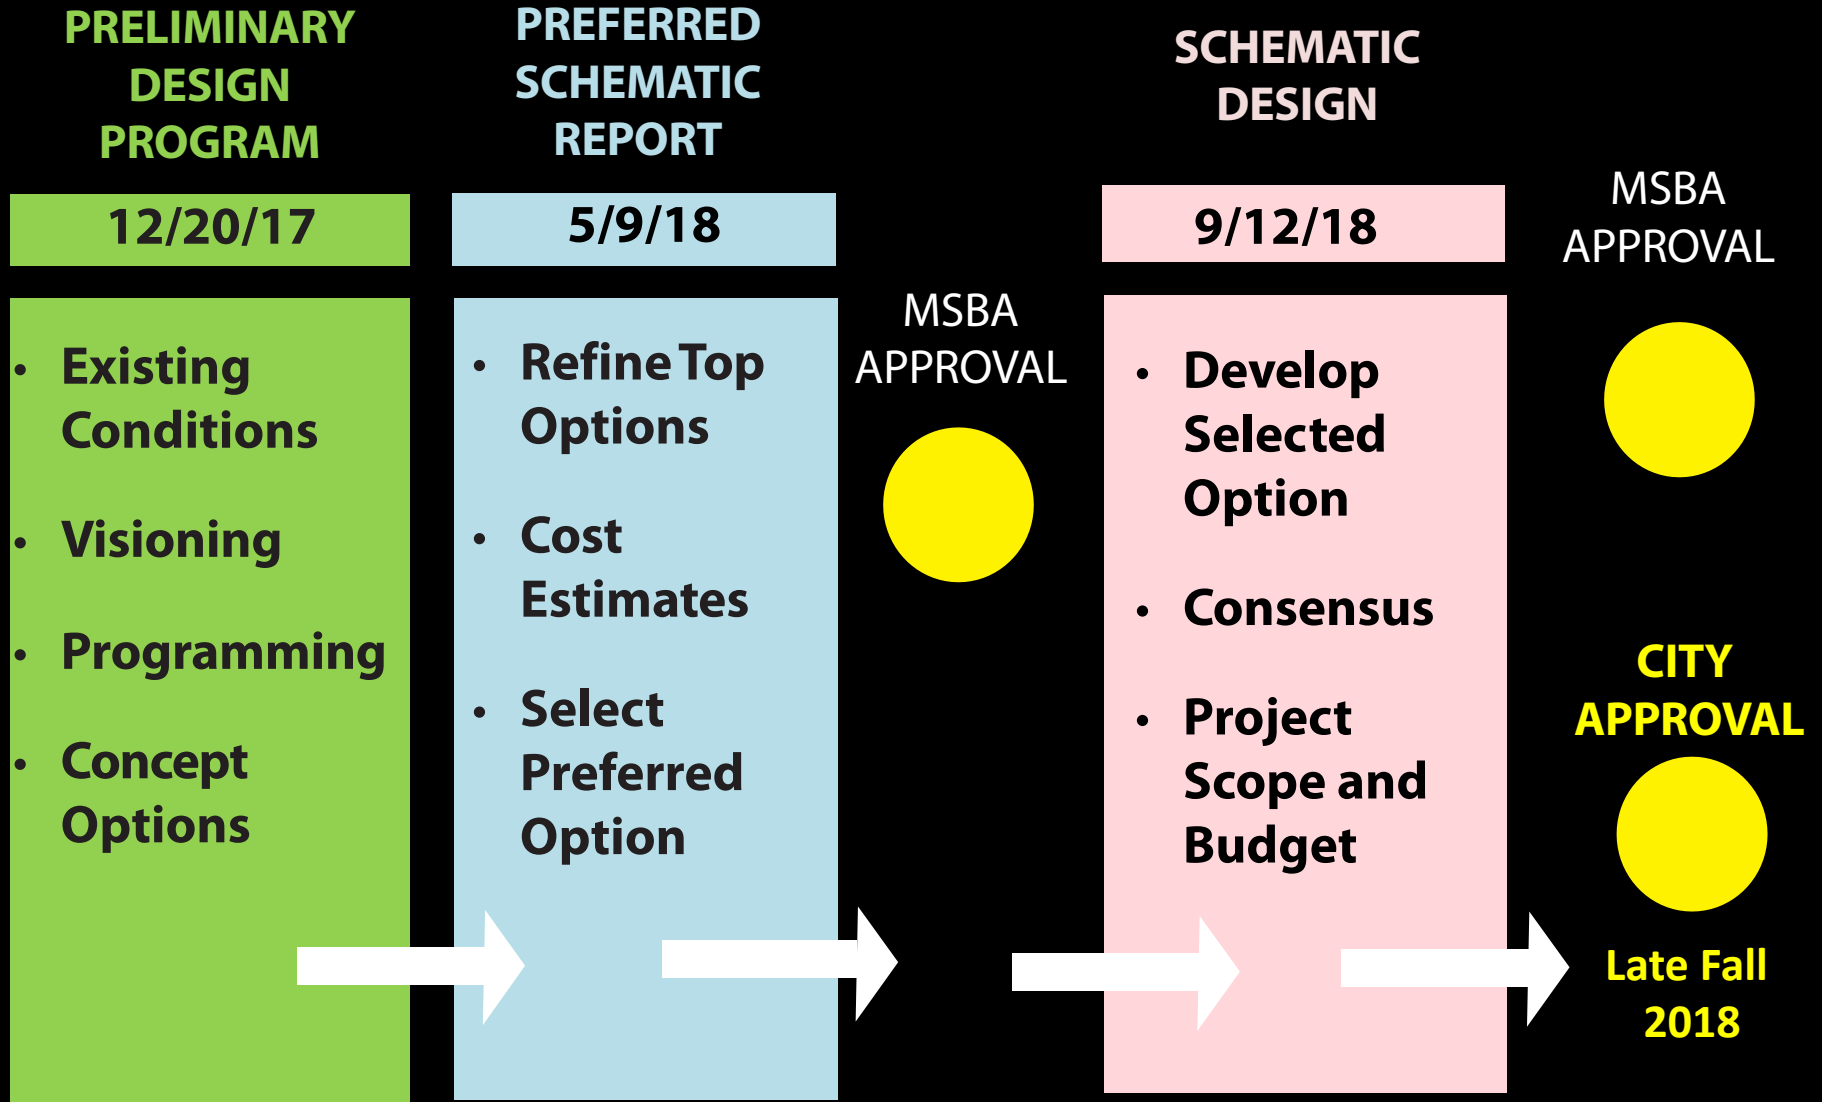 PRELIMINARY
DESIGN
PROGRAM
12/20/17
• Existing
Conditions
• Visioning
• Programming
• Concept
Options
PREFERRED
SCHEMATIC
REPORT
5/9/18
• Refine Top
Options
• Cost
Estimates
• Select
Preferred
Option
MSBA
APPROVAL
SCHEMATIC
DESIGN
9/12/18
• Develop
Selected
Option
• Consensus
• Project
Scope and
Budget
MSBA
APPROVAL
CITY
APPROVAL
Late Fall
2018